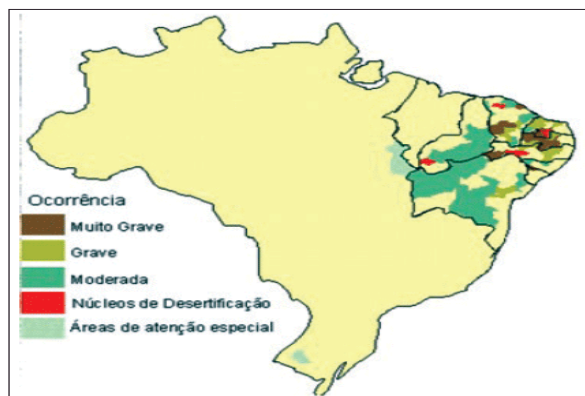 Ocorrência
Muito Grave
Grave
Moderada
Núcleos de Desertificação
Áreas de atenção especial